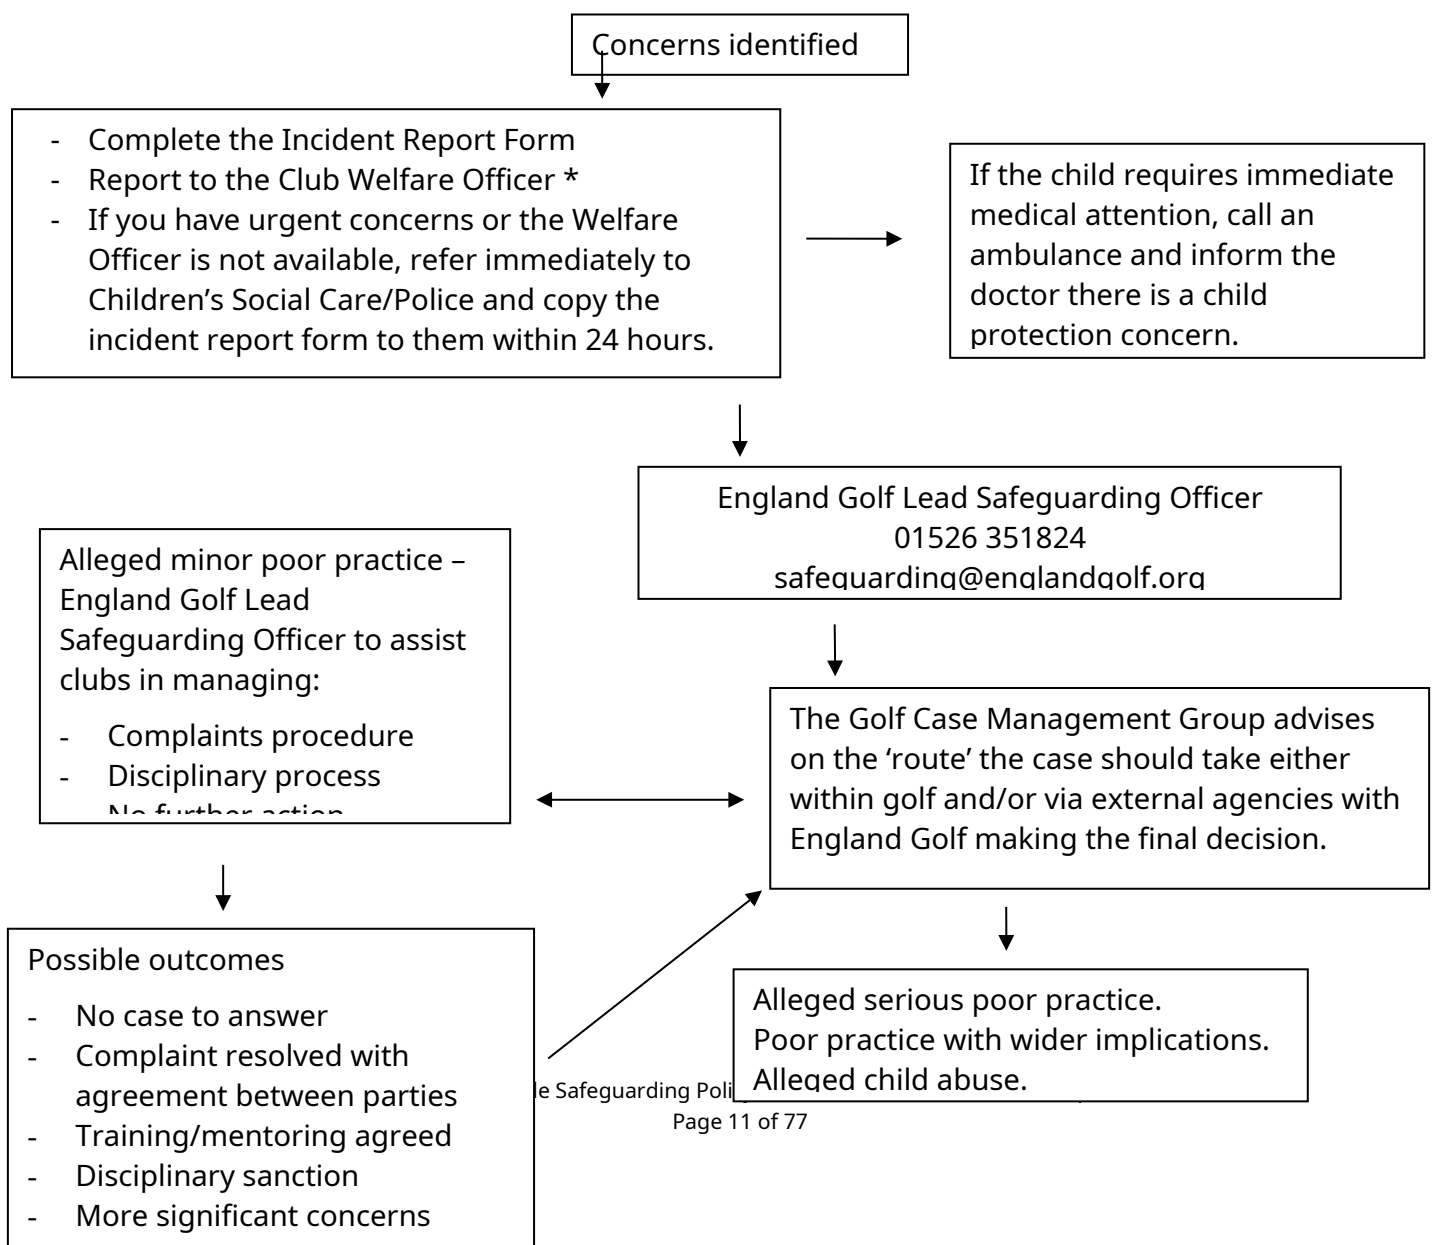 Concerns identified
- Complete the Incident Report Form
- Report to the Club Welfare Officer *
- If you have urgent concerns or the Welfare
Officer is not available, refer immediately to
Children’s Social Care/Police and copy the
incident report form to them within 24 hours.
If the child requires immediate
medical attention, call an
ambulance and inform the
doctor there is a child
protection concern.
England Golf Lead Safeguarding Officer
01526 351824
safeguarding@englandgolf.org
Alleged minor poor practice –
England Golf Lead
Safeguarding Officer to assist
clubs in managing:
- Complaints procedure
- Disciplinary process
No further action
The Golf Case Management Group advises
on the ‘route’ the case should take either
within golf and/or via external agencies with
England Golf making the final decision.
Possible outcomes
- No case to answer
- Complaint resolved with
agreement between parties
- Training/mentoring agreed
- Disciplinary sanction
- More significant concerns
Alleged serious poor practice.
Poor practice with wider implications.
Alleged child abuse.
Safeguarding
Page 11 of 77